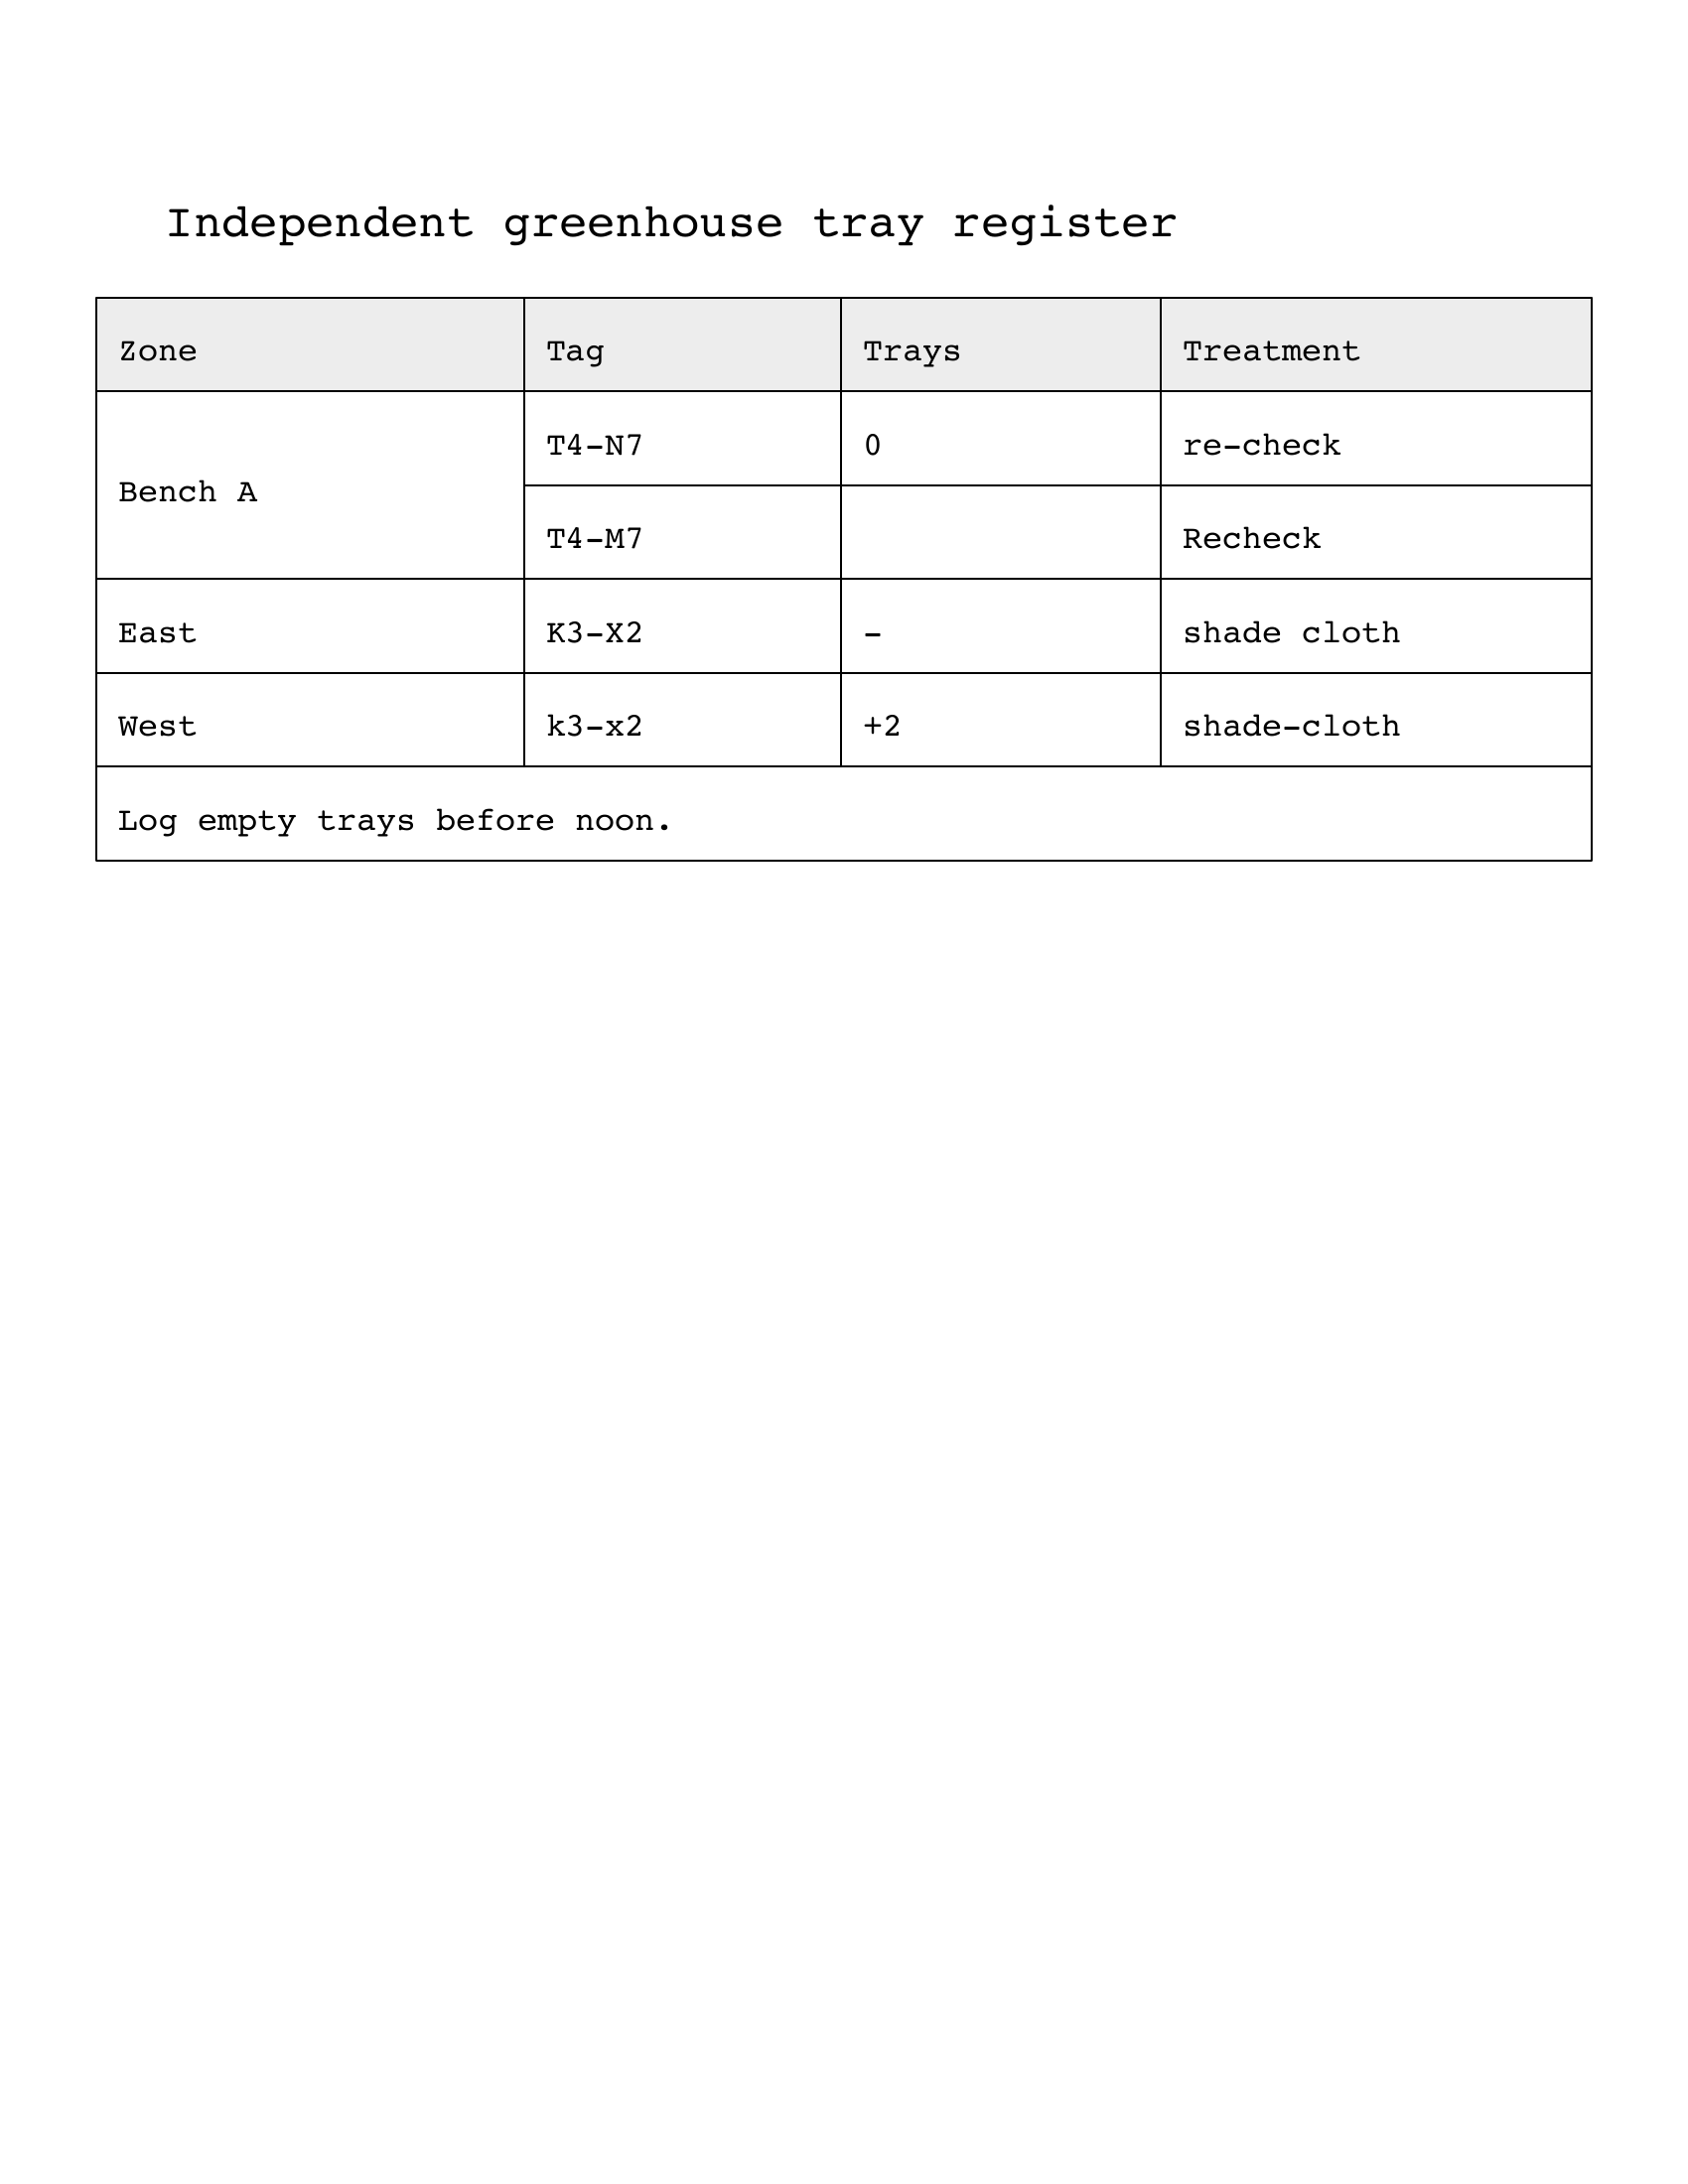 Independent greenhouse tray register
Zone Tag Trays Treatment
Bench A T4-N7 0 re-check
T4-M7 Recheck
East K3-X2 - shade cloth
West k3-x2 +2 shade-cloth
Log empty trays before noon.